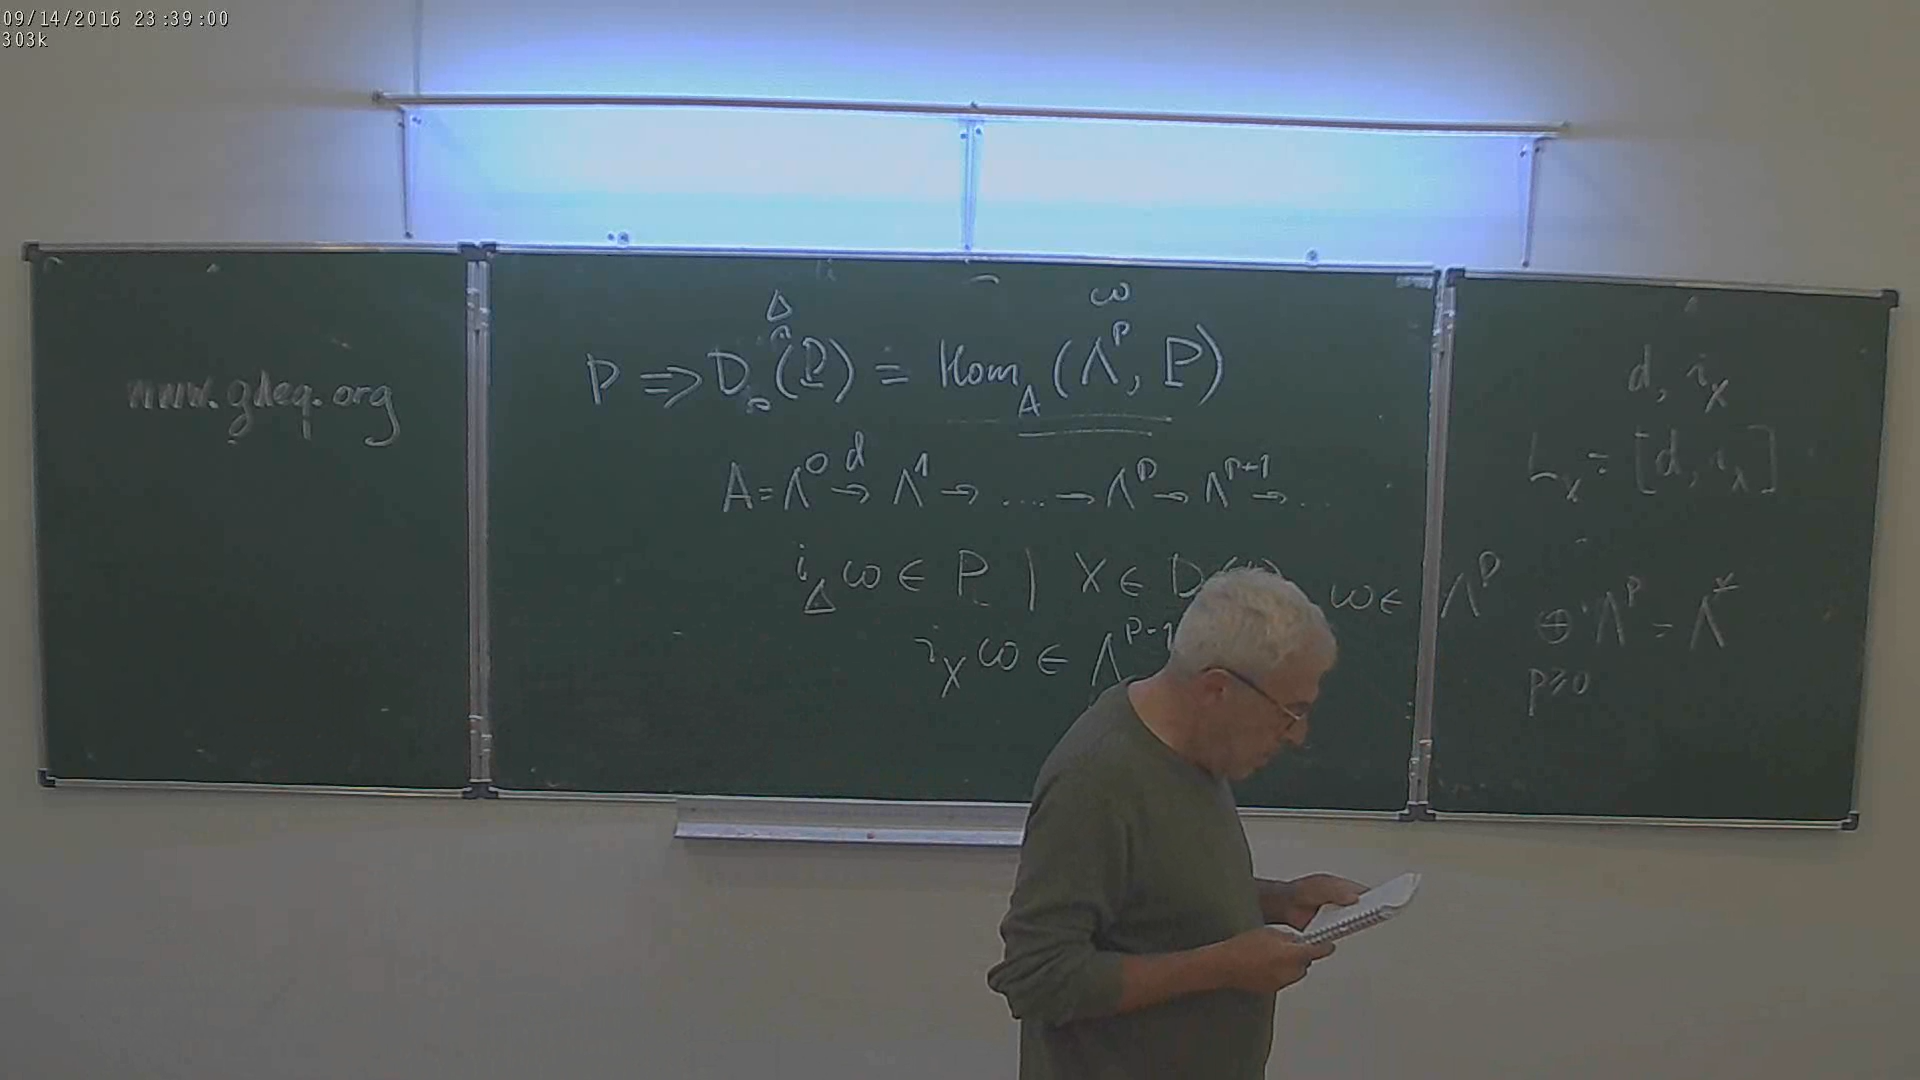 09/14/2016 23:39:00
303k
www.gdeq.org
Δ ω
P ⇒ D (P) = Hom_A (Λ^P, P)
A = Λ^0 →^d Λ^1 → .... → Λ^P → Λ^{P+1} → ...
i_Δ ω ∈ P | X ∈ D ω ∈ Λ^P
i_X ω ∈ Λ^{P-1}
d, i_X
L_X = [d, i_X]
⊕ Λ^P = Λ^*
p≥0